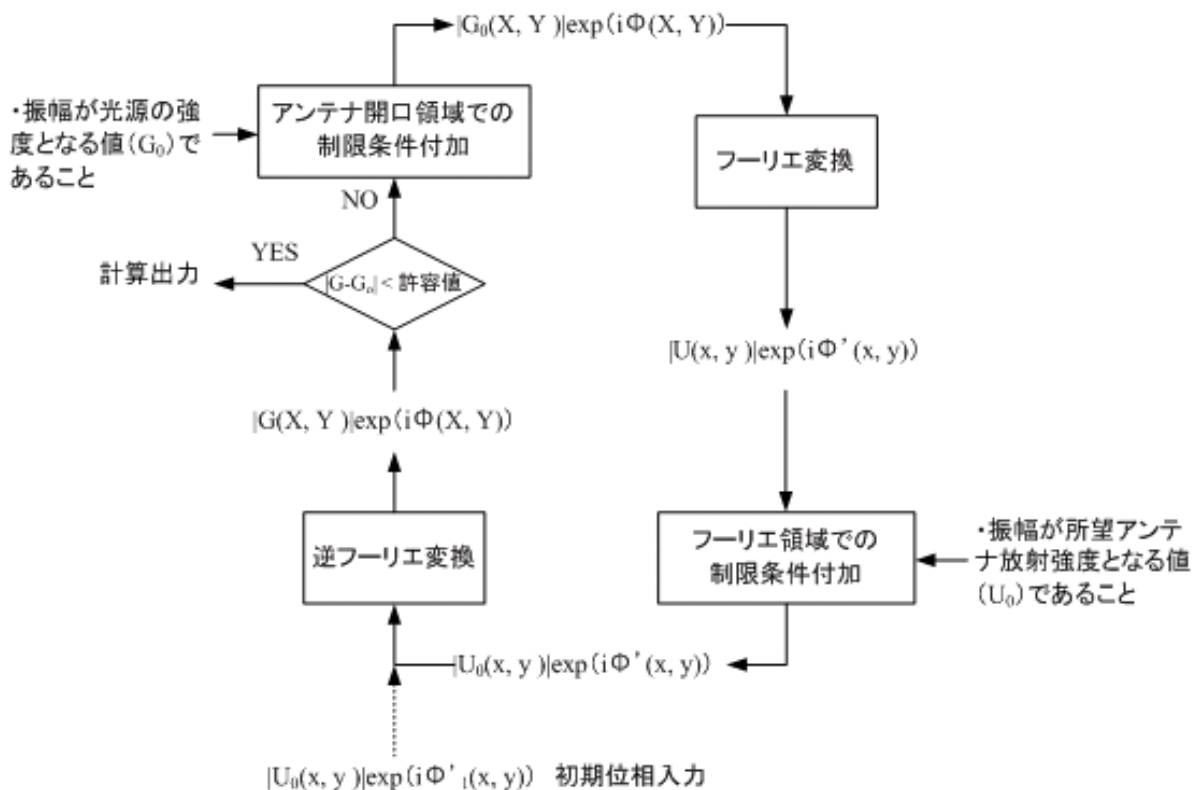 |G₀(X, Y )|exp(iΦ(X, Y)
・振幅が光源の強
度となる値(G₀)で
あること
アンテナ開口領域での
制限条件付加
フーリエ変換
NO
YES
計算出力
|G-Gₒ| < 許容値
|U(x, y )|exp(iΦ’(x, y)
|G(X, Y )|exp(iΦ(X, Y)
逆フーリエ変換
フーリエ領域での
制限条件付加
・振幅が所望アンテ
ナ放射強度となる値
(U₀)であること
|U₀(x, y )|exp(iΦ’(x, y)
|U₀(x, y )|exp(iΦ’₁(x, y) 初期位相入力